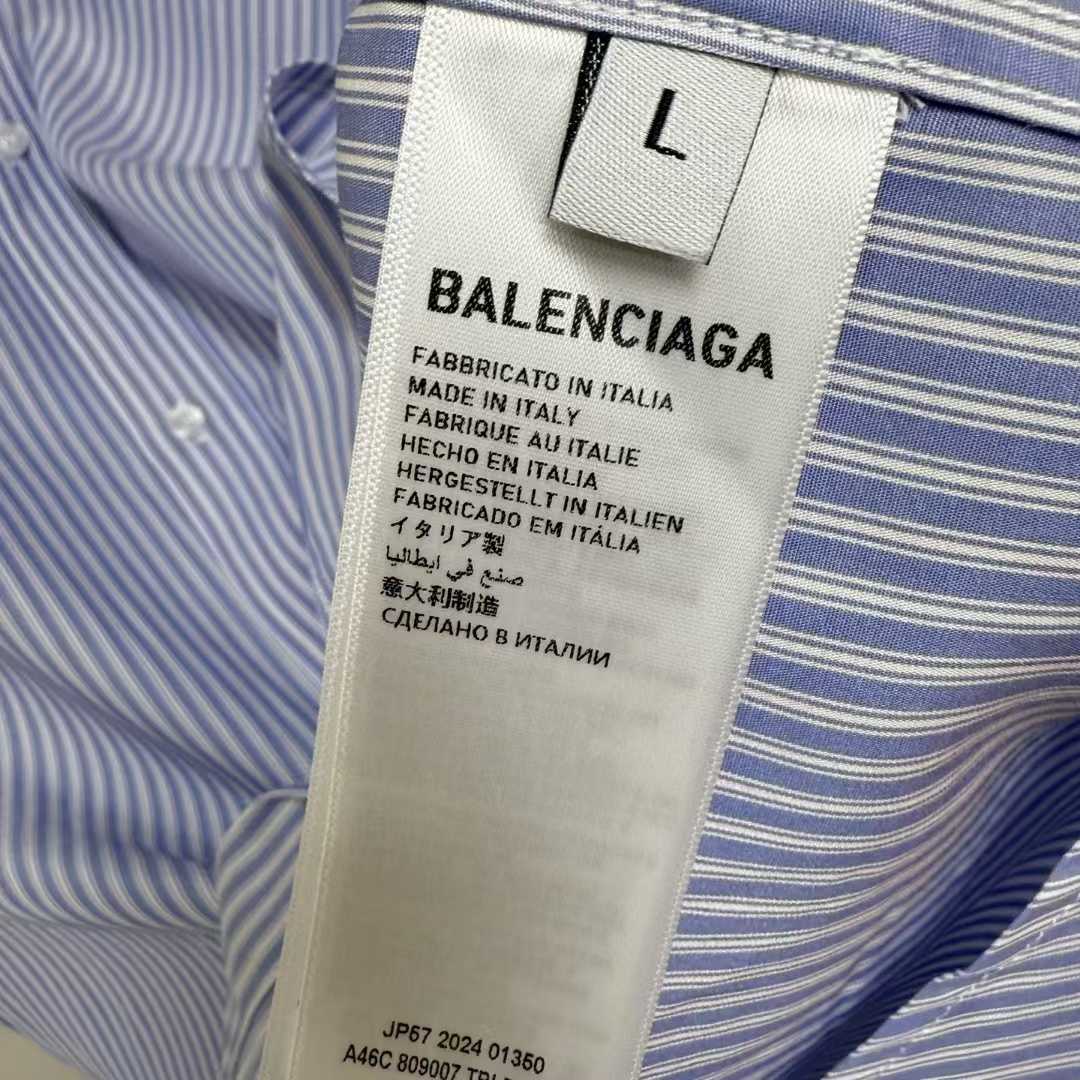 L
BALENCIAGA
FABBRICATO IN ITALIA
MADE IN ITALY
FABRIQUE AU ITALIE
HECHO EN ITALIA
HERGESTELLT IN ITALIEN
FABRICADO EM ITÁLIA
イタリア製
صنع في ايطاليا
意大利制造
СДЕЛАНО В ИТАЛИИ
JP57 2024 01350
A46C 809007